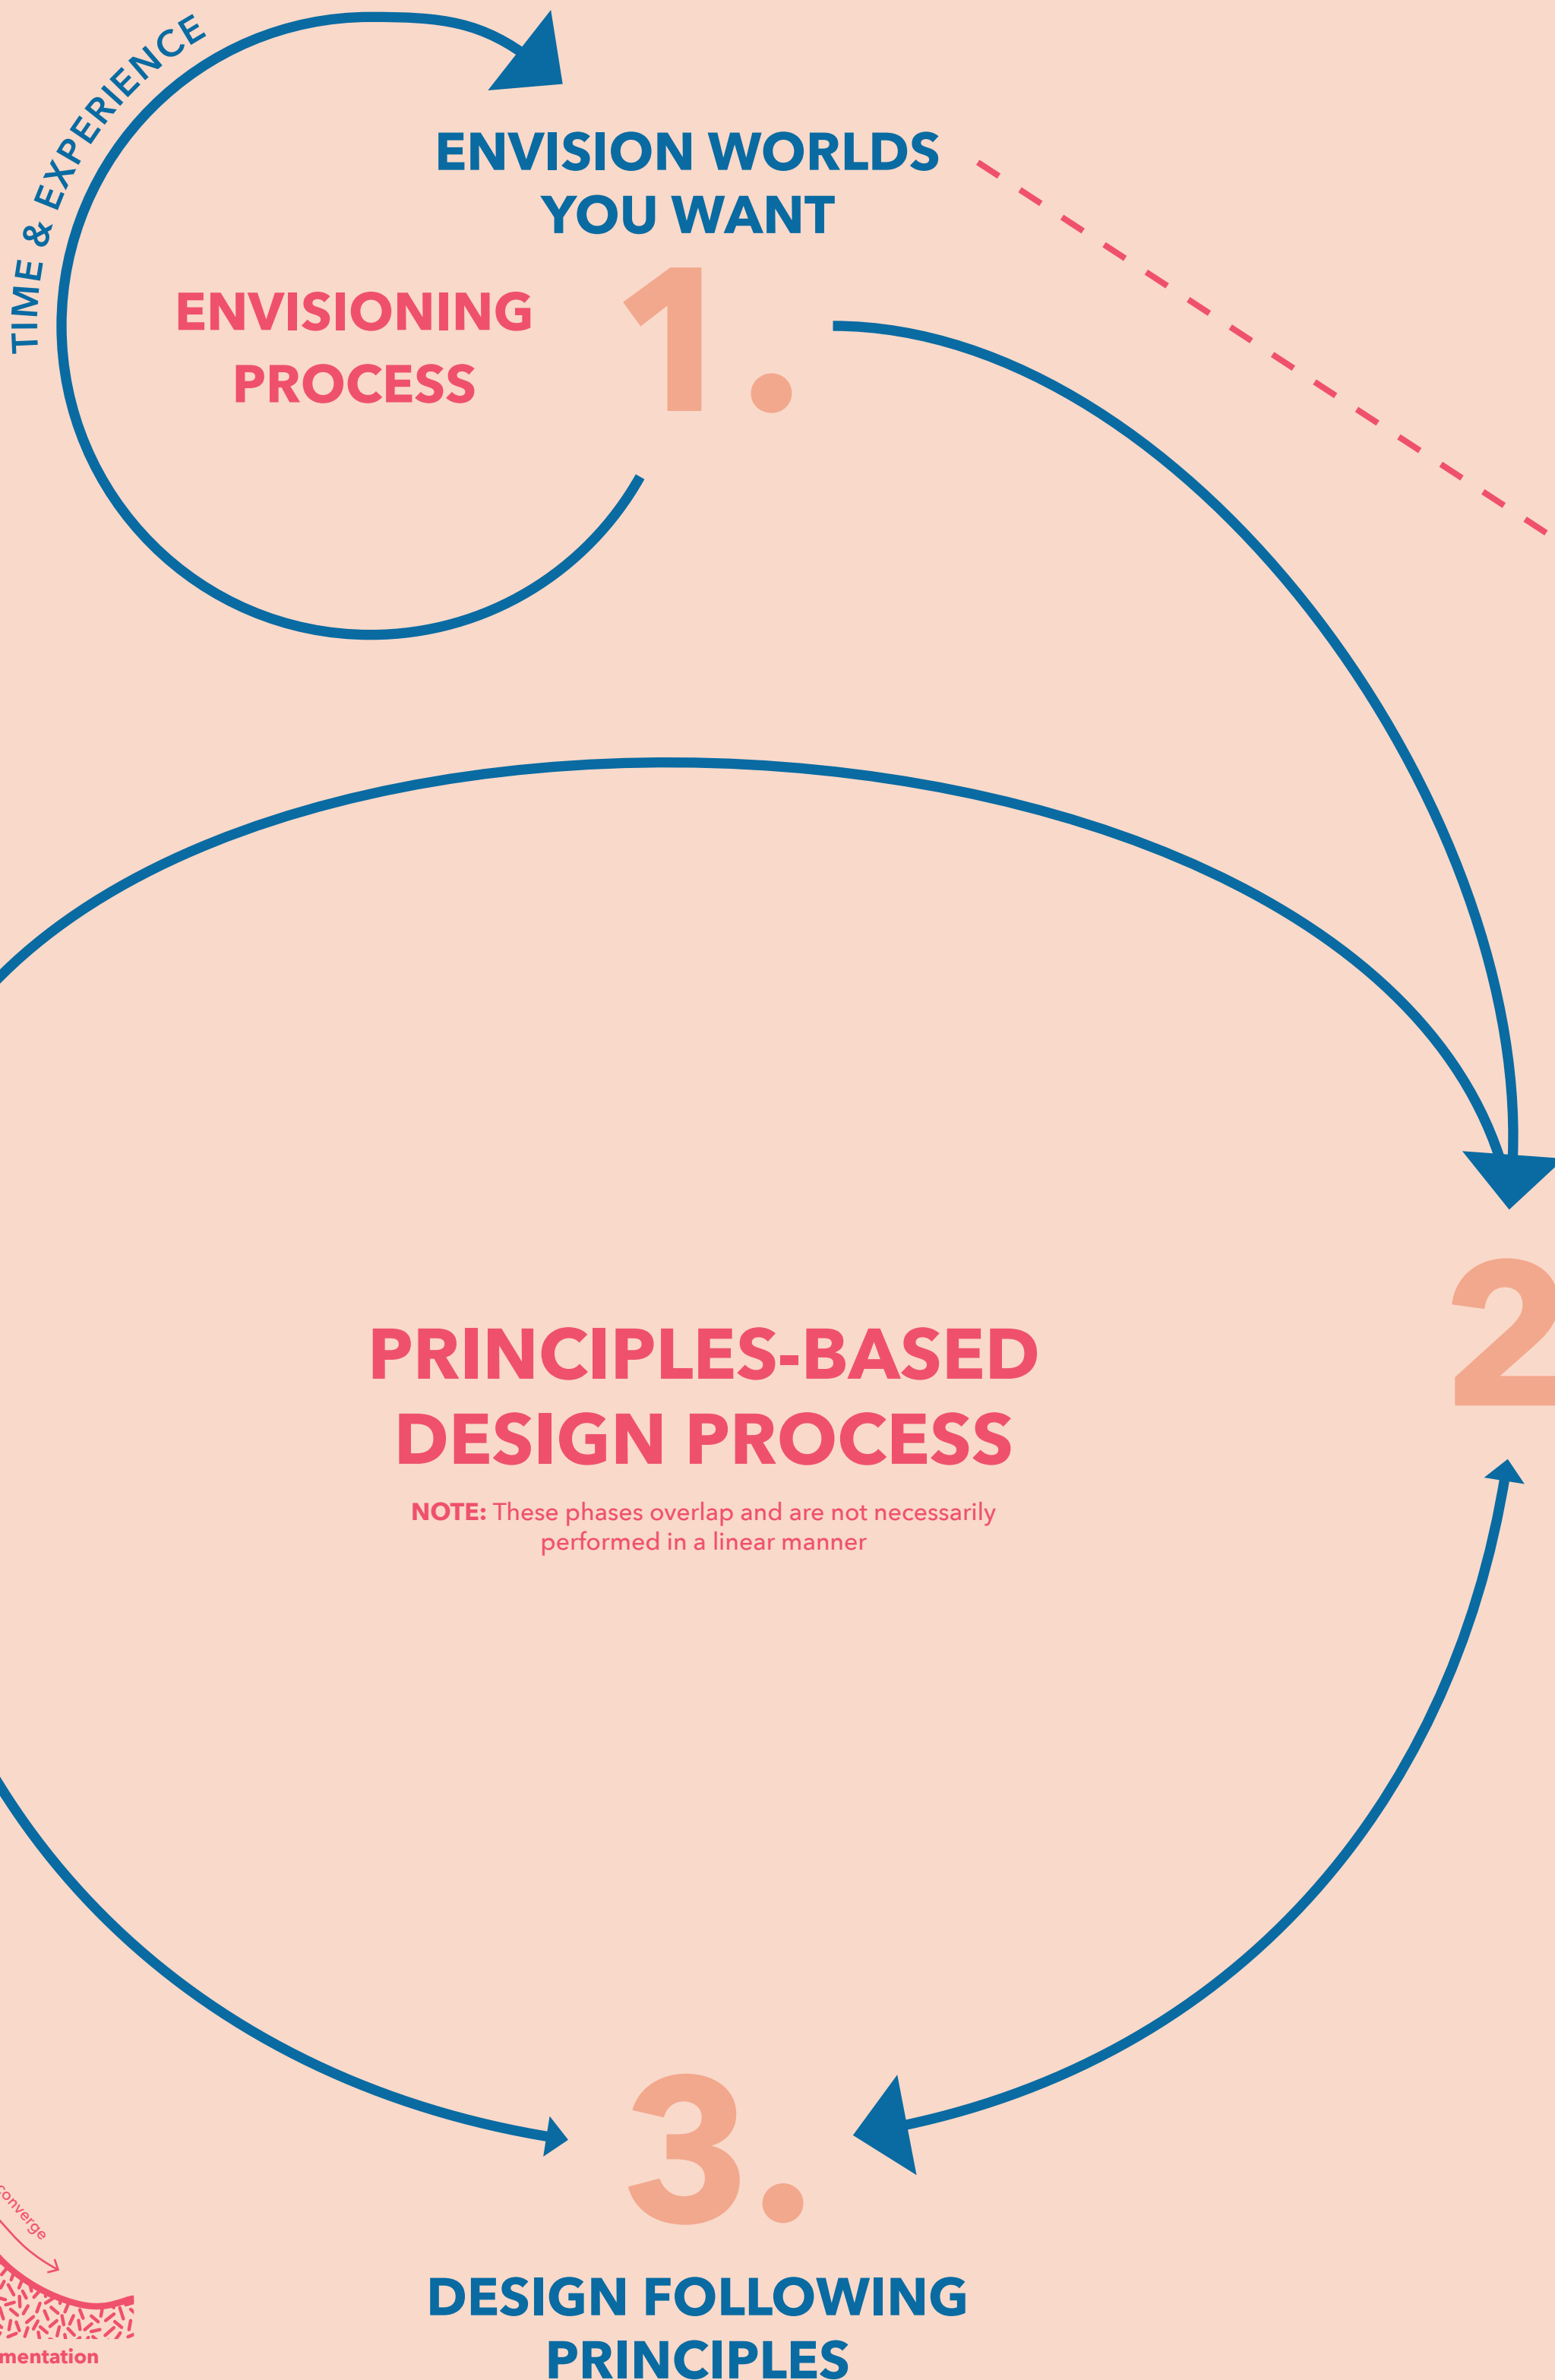 TIME & EXPERIENCE
ENVISION WORLDS
YOU WANT
ENVISIONING
PROCESS
1.
2
PRINCIPLES-BASED
DESIGN PROCESS
NOTE: These phases overlap and are not necessarily
performed in a linear manner
3.
converge
DESIGN FOLLOWING
PRINCIPLES
mentation